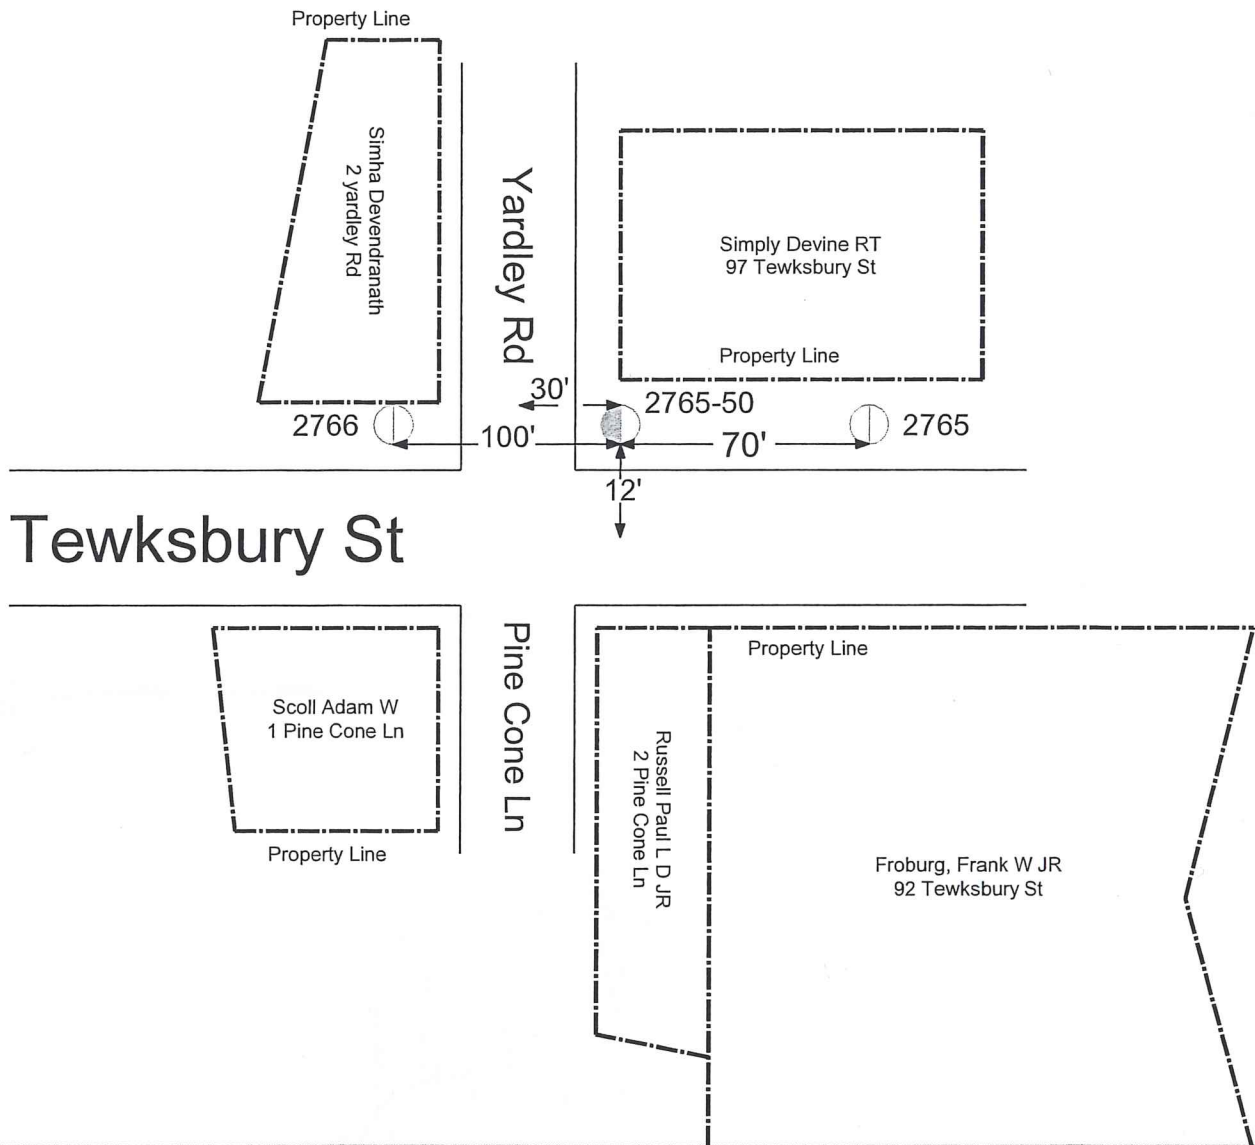 Property Line
Simha Devendranath
2 yardley Rd
Yardley Rd
Simply Devine RT
97 Tewksbury St
Property Line
30'
2765-50
2766
100'
70'
2765
12'
Tewksbury St
Pine Cone Ln
Property Line
Scoll Adam W
1 Pine Cone Ln
Property Line
Russell Paul L D JR
2 Pine Cone Ln
Froburg, Frank W JR
92 Tewksbury St